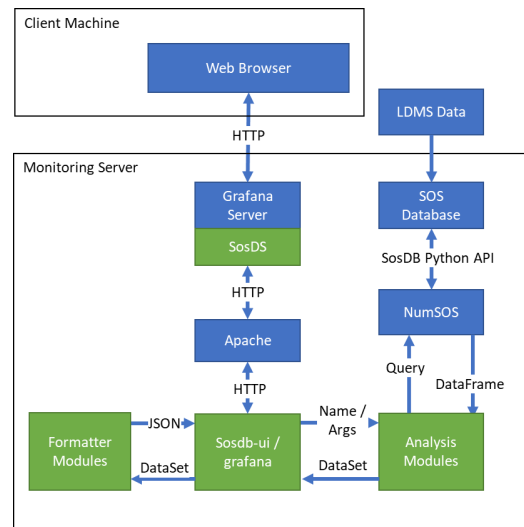 Client Machine
Web Browser
LDMS Data
HTTP
Monitoring Server
Grafana
Server
SosDS
SOS
Database
SosDB Python API
HTTP
Apache
NumSOS
HTTP
Query
DataFrame
Formatter
Modules
JSON
DataSet
Sosdb-ui /
grafana
Name /
Args
DataSet
Analysis
Modules